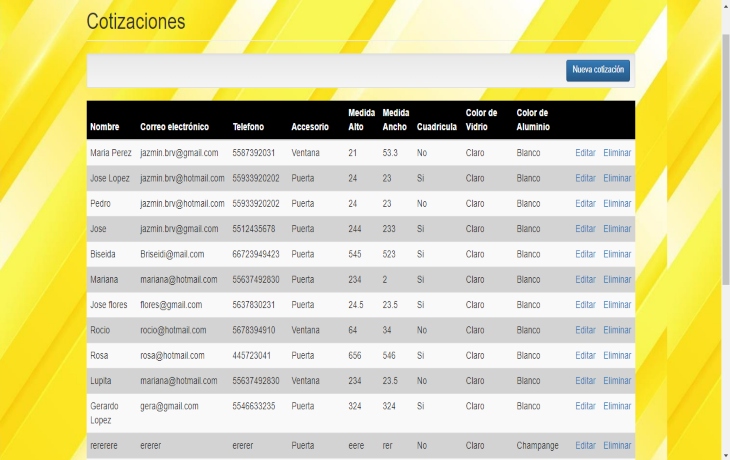 Cotizaciones
Nueva cotización
Nombre Correo electrónico Telefono Accesorio Medida Alto Medida Ancho Cuadrícula Color de Vidrio Color de Aluminio
Maria Perez jazmin.brv@gmail.com 5587392031 Ventana 21 53.3 No Claro Blanco Editar Eliminar
Jose Lopez jazmin.brv@hotmail.com 55933920202 Puerta 24 23 Si Claro Blanco Editar Eliminar
Pedro jazmin.brv@hotmail.com 55933920202 Puerta 24 23 No Claro Blanco Editar Eliminar
Jose jazmin.brv@gmail.com 5512435678 Puerta 244 233 Si Claro Blanco Editar Eliminar
Biseida Briseidi@mail.com 66723949423 Puerta 545 523 Si Claro Blanco Editar Eliminar
Mariana mariana@hotmail.com 55637492830 Puerta 234 2 Si Claro Blanco Editar Eliminar
Jose flores flores@gmail.com 5637830231 Puerta 24.5 23.5 Si Claro Blanco Editar Eliminar
Rocio rocio@hotmail.com 5678394910 Ventana 64 34 No Claro Blanco Editar Eliminar
Rosa rosa@hotmail.com 445723041 Puerta 656 546 Si Claro Blanco Editar Eliminar
Lupita mariana@hotmail.com 55637492830 Ventana 234 23.5 No Claro Blanco Editar Eliminar
Gerardo Lopez gera@gmail.com 5546633235 Puerta 324 324 Si Claro Blanco Editar Eliminar
rererere ererer ererer Puerta eere rer No Claro Champange Editar Eliminar